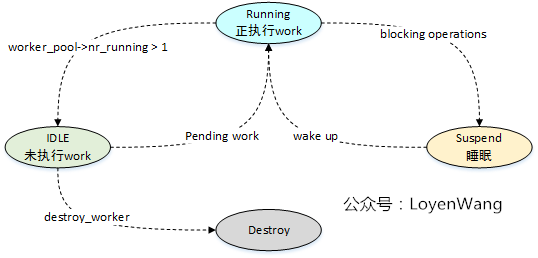 Running
正执行work
worker_pool->nr_running > 1
blocking operations
IDLE
未执行work
Pending work
wake up
Suspend
睡眠
destroy_worker
Destroy
公众号：LoyenWang